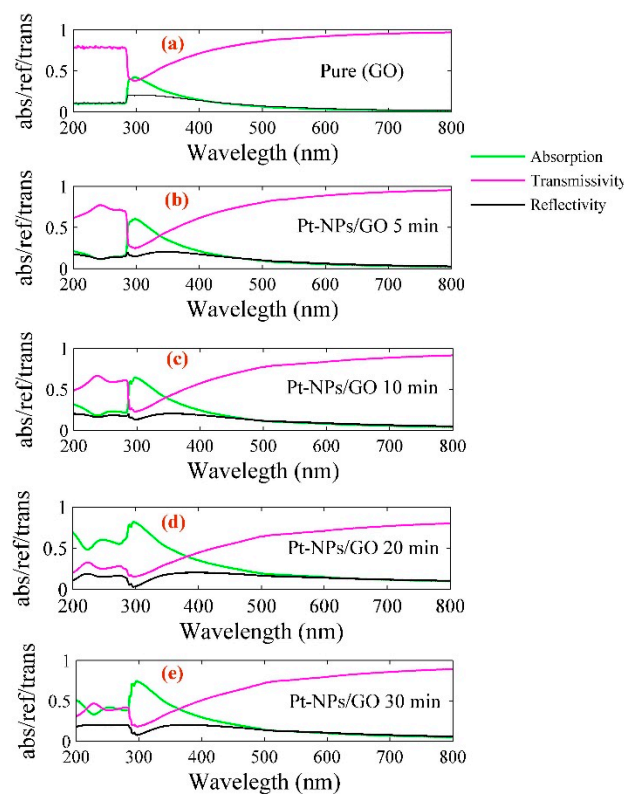 abs/ref/trans
1
0.5
0
(a)
Pure (GO)
200 300 400 500 600 700 800
Wavelegth (nm)
Absorption
Transmissivity
Reflectivity
abs/ref/trans
1
0.5
0
(b)
Pt-NPs/GO 5 min
200 300 400 500 600 700 800
Wavelegth (nm)
abs/ref/trans
1
0.5
0
(c)
Pt-NPs/GO 10 min
200 300 400 500 600 700 800
Wavelegth (nm)
abs/ref/trans
1
0.5
0
(d)
Pt-NPs/GO 20 min
200 300 400 500 600 700 800
Wavelength (nm)
abs/ref/trans
1
0.5
0
(e)
Pt-NPs/GO 30 min
200 300 400 500 600 700 800
Wavelegth (nm)